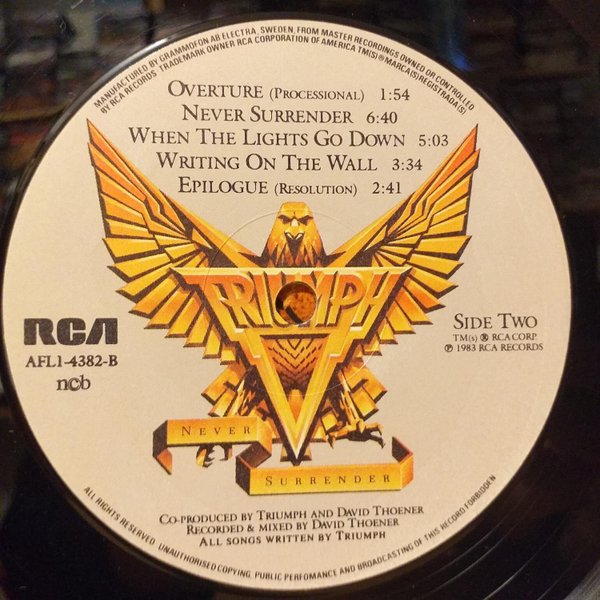 MANUFACTURED BY GRAMMOFON AB ELECTRA, SWEDEN, FROM MASTER RECORDINGS OWNED OR CONTROLLED
BY RCA RECORDS TRADEMARK OWNER RCA CORPORATION OF AMERICA TM(S)® MARCA(S) REGISTRADA(S)
OVERTURE (PROCESSIONAL) 1:54
NEVER SURRENDER 6:40
WHEN THE LIGHTS GO DOWN 5:03
WRITING ON THE WALL 3:34
EPILOGUE (RESOLUTION) 2:41
TRIUMPH
RCA
AFL1-4382-B
ncb
SIDE TWO
TM(s) ® RCA CORP.
℗ 1983 RCA RECORDS
NEVER
SURRENDER
CO-PRODUCED BY TRIUMPH AND DAVID THOENER
RECORDED & MIXED BY DAVID THOENER
ALL SONGS WRITTEN BY TRIUMPH
ALL RIGHTS RESERVED. UNAUTHORISED COPYING, PUBLIC PERFOMANCE AND BROADCASTING OF THIS RECORD FORBIDDEN